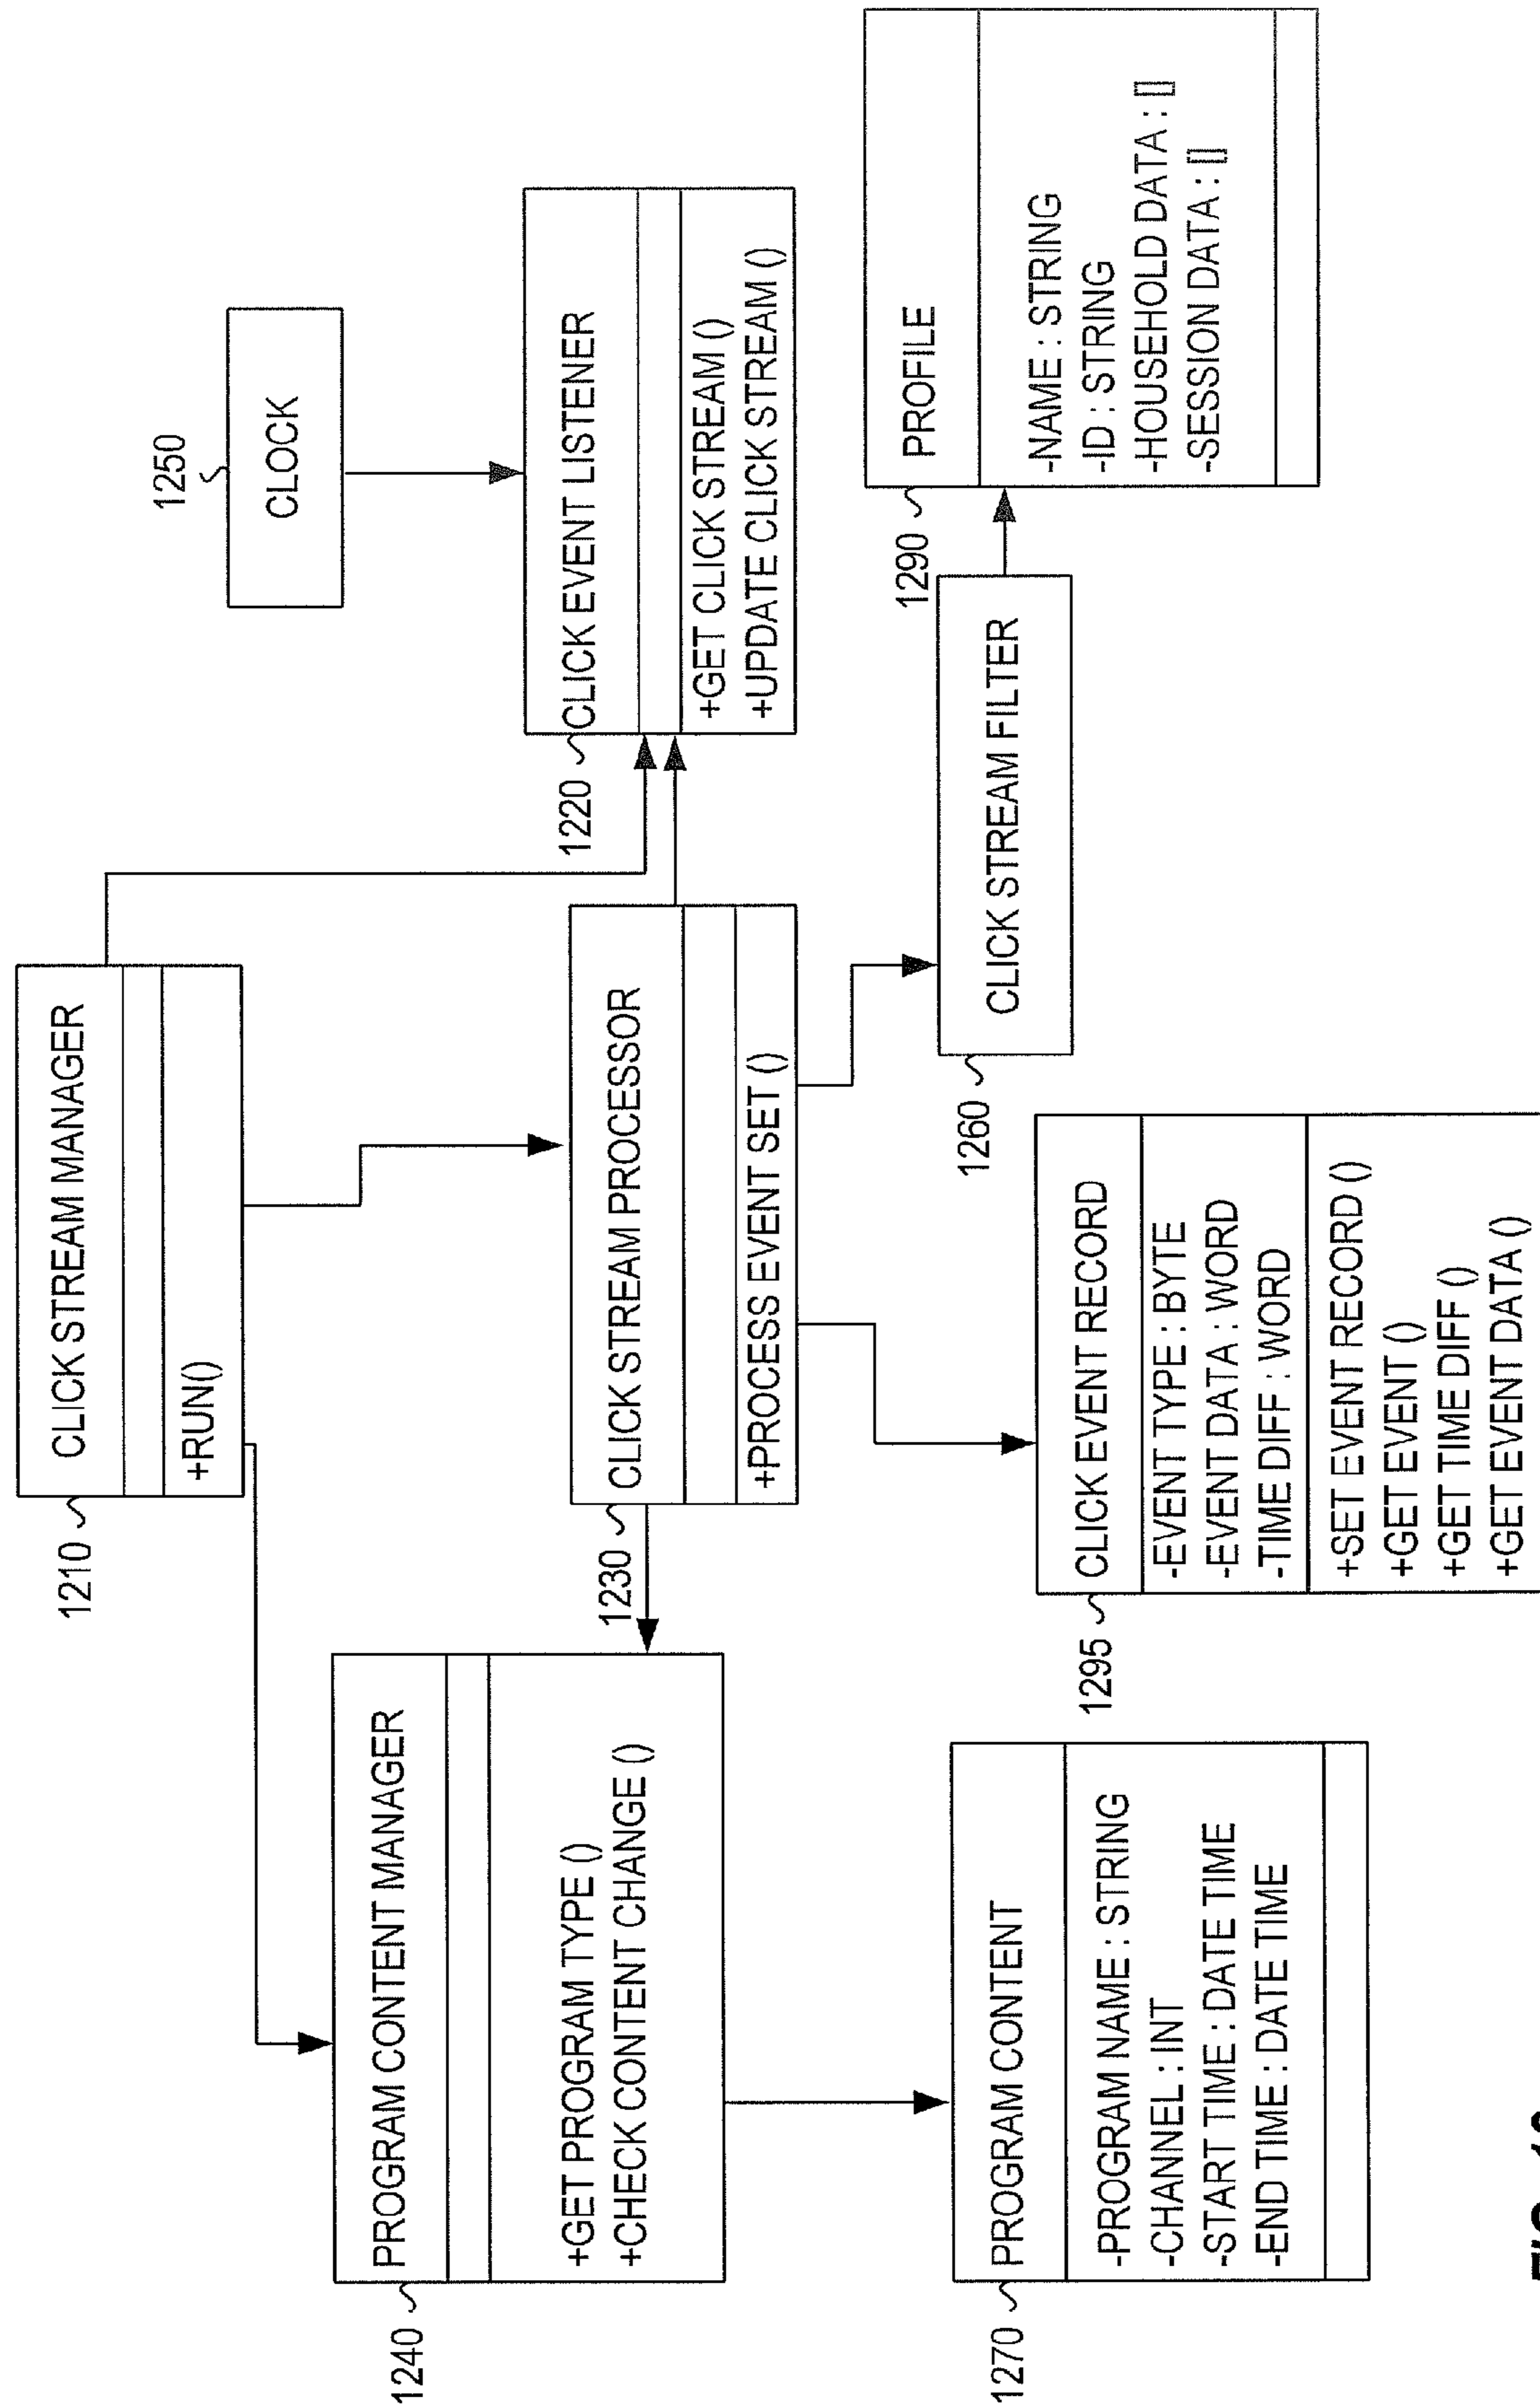 1210
CLICK STREAM MANAGER
+RUN()
1250
CLOCK
1240
PROGRAM CONTENT MANAGER
+GET PROGRAM TYPE ()
+CHECK CONTENT CHANGE ()
1230
CLICK STREAM PROCESSOR
+PROCESS EVENT SET ()
1220
CLICK EVENT LISTENER
+GET CLICK STREAM ()
+UPDATE CLICK STREAM ()
1270
PROGRAM CONTENT
-PROGRAM NAME : STRING
-CHANNEL : INT
-START TIME : DATE TIME
-END TIME : DATE TIME
1295
CLICK EVENT RECORD
-EVENT TYPE : BYTE
-EVENT DATA : WORD
-TIME DIFF : WORD
+SET EVENT RECORD ()
+GET EVENT ()
+GET TIME DIFF ()
+GET EVENT DATA ()
1260
CLICK STREAM FILTER
1290
PROFILE
-NAME : STRING
-ID : STRING
-HOUSEHOLD DATA : []
-SESSION DATA : []